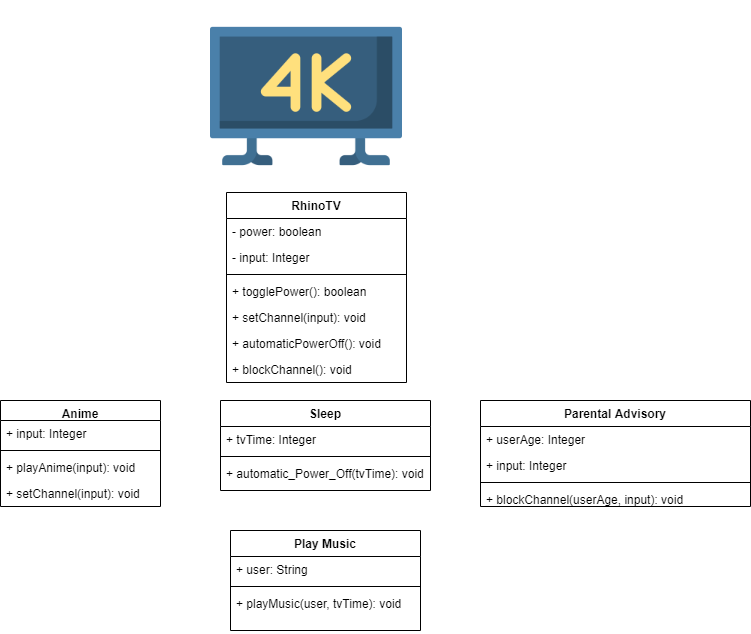 4K
RhinoTV
- power: boolean
- input: Integer
+ togglePower(): boolean
+ setChannel(input): void
+ automaticPowerOff(): void
+ blockChannel(): void
Anime
+ input: Integer
+ playAnime(input): void
+ setChannel(input): void
Sleep
+ tvTime: Integer
+ automatic_Power_Off(tvTime): void
Parental Advisory
+ userAge: Integer
+ input: Integer
+ blockChannel(userAge, input): void
Play Music
+ user: String
+ playMusic(user, tvTime): void